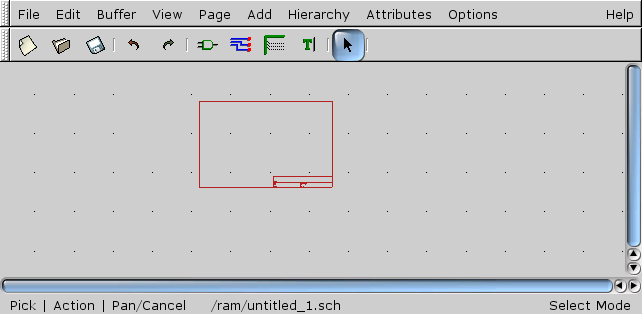 File Edit Buffer View Page Add Hierarchy Attributes Options Help
T
Pick | Action | Pan/Cancel /ram/untitled_1.sch Select Mode